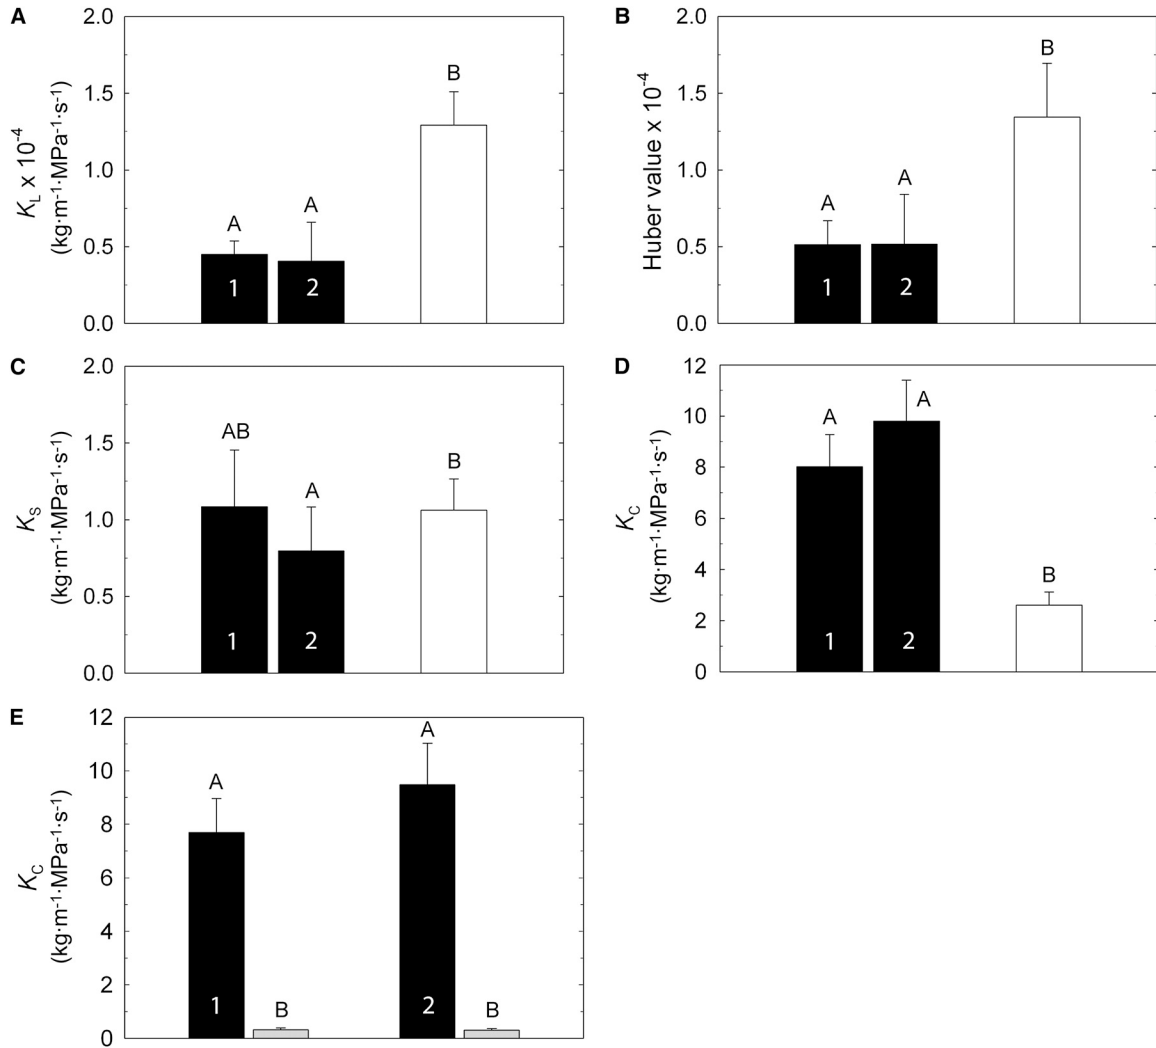 A
K_L x 10⁻⁴
(kg·m⁻¹·MPa⁻¹·s⁻¹)
2.0
1.5
1.0
0.5
0.0
A
A
B
1
2
B
Huber value x 10⁻⁴
2.0
1.5
1.0
0.5
0.0
A
A
B
1
2
C
K_S
(kg·m⁻¹·MPa⁻¹·s⁻¹)
2.0
1.5
1.0
0.5
0.0
AB
A
B
1
2
D
K_C
(kg·m⁻¹·MPa⁻¹·s⁻¹)
12
10
8
6
4
2
0
A
A
B
1
2
E
K_C
(kg·m⁻¹·MPa⁻¹·s⁻¹)
12
10
8
6
4
2
0
A
B
A
B
1
2